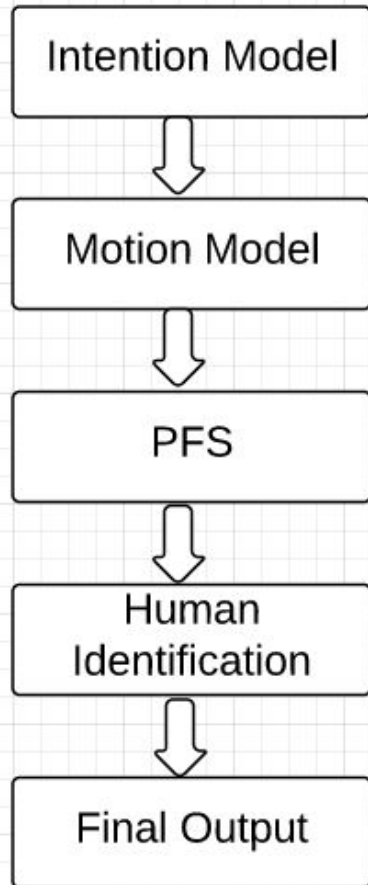 Intention Model
Motion Model
PFS
Human
Identification
Final Output